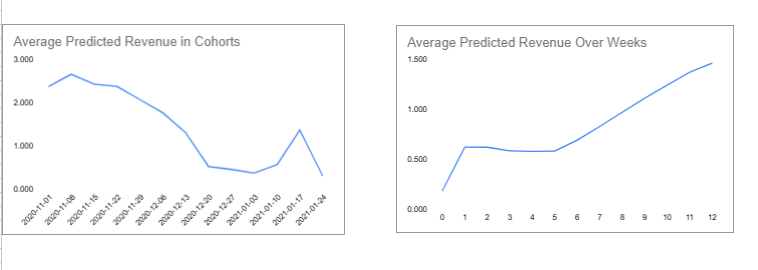 Average Predicted Revenue in Cohorts
3.000
2.000
1.000
0.000
2020-11-01 2020-11-08 2020-11-15 2020-11-22 2020-11-29 2020-12-06 2020-12-13 2020-12-20 2020-12-27 2021-01-03 2021-01-10 2021-01-17 2021-01-24
Average Predicted Revenue Over Weeks
1.500
1.000
0.500
0.000
0 1 2 3 4 5 6 7 8 9 10 11 12